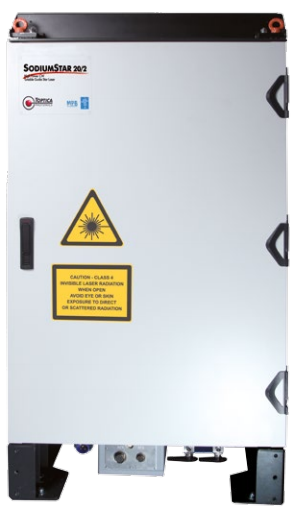 SODIUMSTAR 20/2
TOPTICA
CAUTION - CLASS 4
INVISIBLE LASER RADIATION
WHEN OPEN
AVOID EYE OR SKIN
EXPOSURE TO DIRECT
OR SCATTERED RADIATION